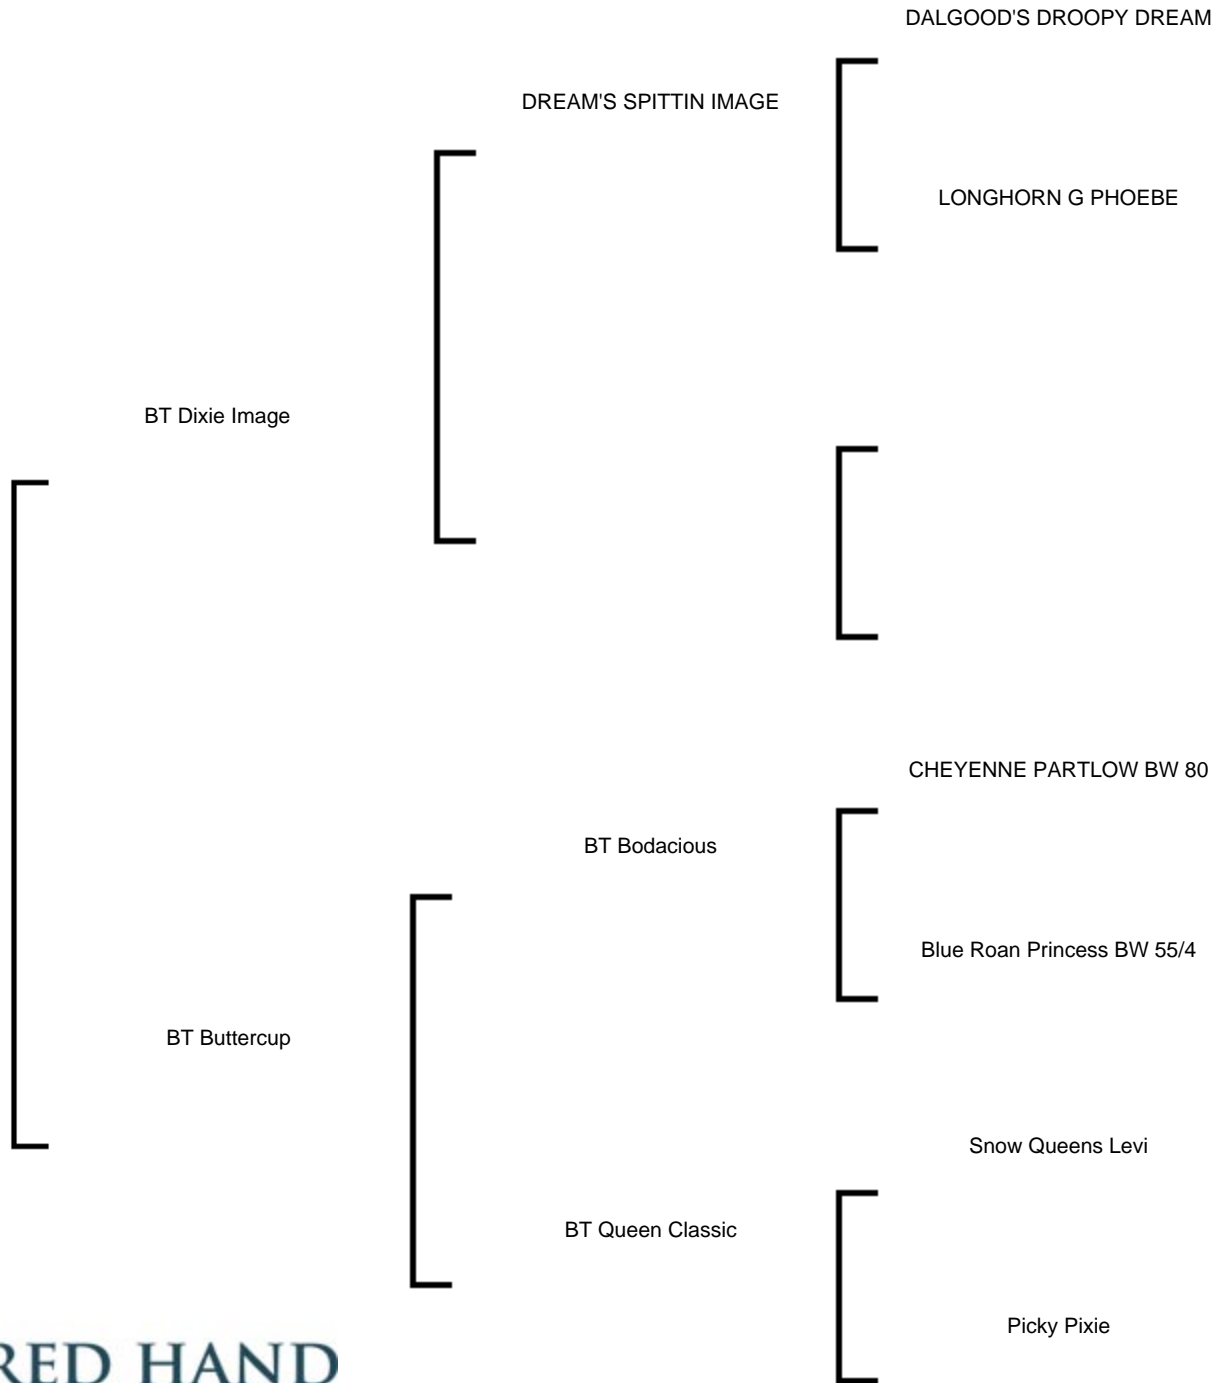 DALGOOD'S DROOPY DREAM
DREAM'S SPITTIN IMAGE
LONGHORN G PHOEBE
BT Dixie Image
CHEYENNE PARTLOW BW 80
BT Bodacious
Blue Roan Princess BW 55/4
BT Buttercup
Snow Queens Levi
BT Queen Classic
Picky Pixie
RED HAND